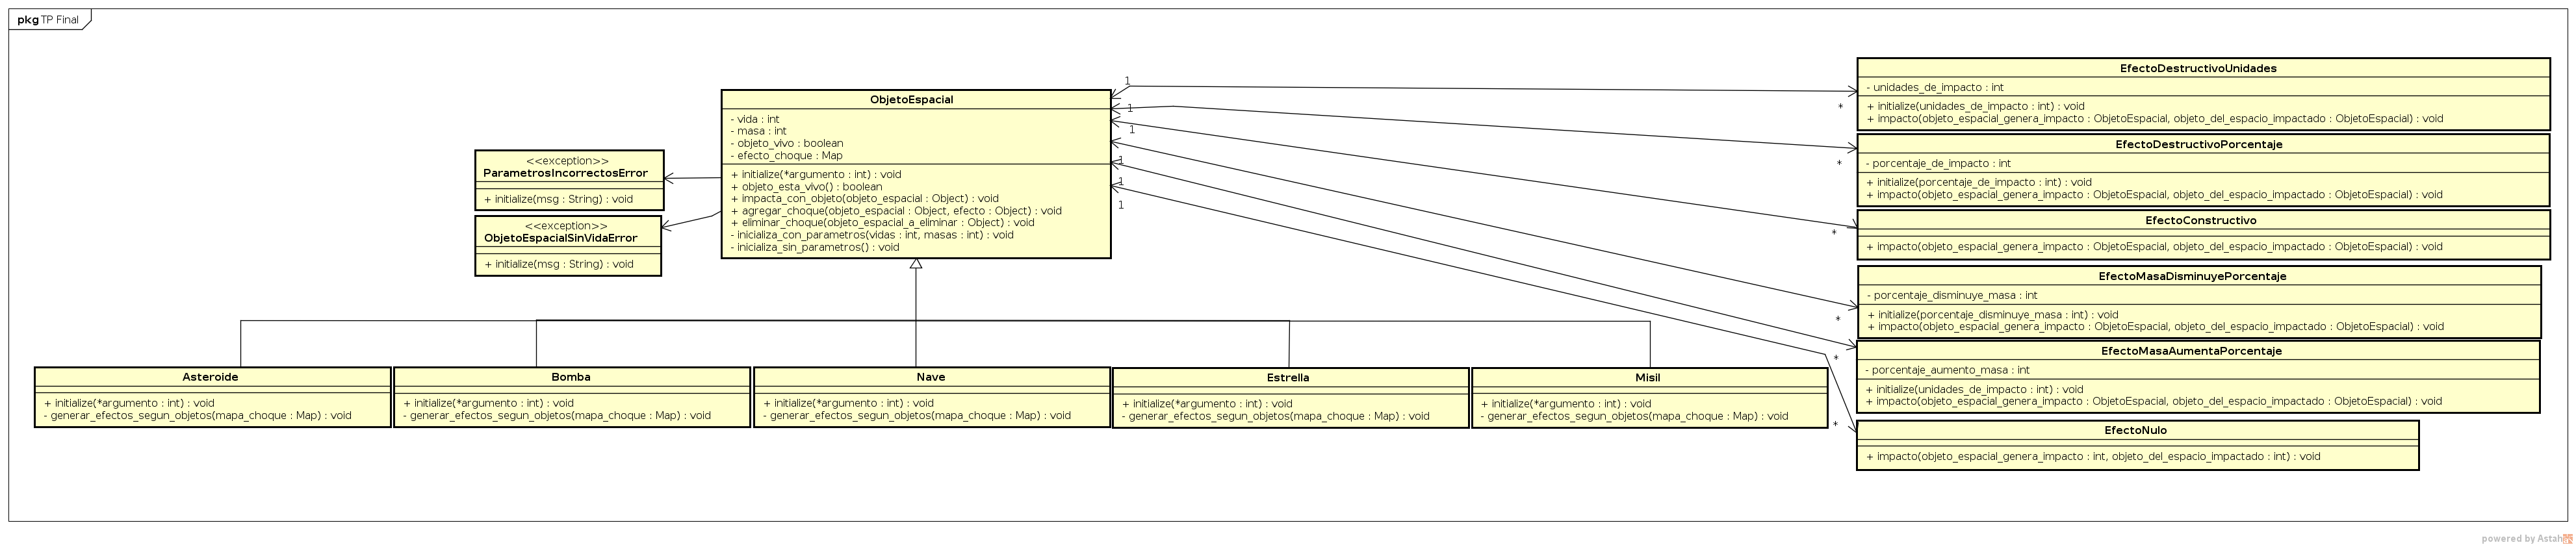 pkg TP Final
ObjetoEspacial
- vida : int
- masa : int
- objeto_vivo : boolean
- efecto_choque : Map
+ initialize(*argumento : int) : void
+ objeto_esta_vivo() : boolean
+ impacta_con_objeto(objeto_espacial : Object) : void
+ agregar_choque(objeto_espacial : Object, efecto : Object) : void
+ eliminar_choque(objeto_espacial_a_eliminar : Object) : void
- inicializa_con_parametros(vidas : int, masas : int) : void
- inicializa_sin_parametros() : void
<<exception>>
ParametrosIncorrectosError
+ initialize(msg : String) : void
<<exception>>
ObjetoEspacialSinVidaError
+ initialize(msg : String) : void
1
1
1
1
1
1
*
*
*
*
*
*
EfectoDestructivoUnidades
- unidades_de_impacto : int
+ initialize(unidades_de_impacto : int) : void
+ impacto(objeto_espacial_genera_impacto : ObjetoEspacial, objeto_del_espacio_impactado : ObjetoEspacial) : void
EfectoDestructivoPorcentaje
- porcentaje_de_impacto : int
+ initialize(porcentaje_de_impacto : int) : void
+ impacto(objeto_espacial_genera_impacto : ObjetoEspacial, objeto_del_espacio_impactado : ObjetoEspacial) : void
EfectoConstructivo
+ impacto(objeto_espacial_genera_impacto : ObjetoEspacial, objeto_del_espacio_impactado : ObjetoEspacial) : void
EfectoMasaDisminuyePorcentaje
- porcentaje_disminuye_masa : int
+ initialize(porcentaje_disminuye_masa : int) : void
+ impacto(objeto_espacial_genera_impacto : ObjetoEspacial, objeto_del_espacio_impactado : ObjetoEspacial) : void
EfectoMasaAumentaPorcentaje
- porcentaje_aumento_masa : int
+ initialize(unidades_de_impacto : int) : void
+ impacto(objeto_espacial_genera_impacto : ObjetoEspacial, objeto_del_espacio_impactado : ObjetoEspacial) : void
EfectoNulo
+ impacto(objeto_espacial_genera_impacto : int, objeto_del_espacio_impactado : int) : void
Asteroide
+ initialize(*argumento : int) : void
- generar_efectos_segun_objetos(mapa_choque : Map) : void
Bomba
+ initialize(*argumento : int) : void
- generar_efectos_segun_objetos(mapa_choque : Map) : void
Nave
+ initialize(*argumento : int) : void
- generar_efectos_segun_objetos(mapa_choque : Map) : void
Estrella
+ initialize(*argumento : int) : void
- generar_efectos_segun_objetos(mapa_choque : Map) : void
Misil
+ initialize(*argumento : int) : void
- generar_efectos_segun_objetos(mapa_choque : Map) : void
powered by Astah